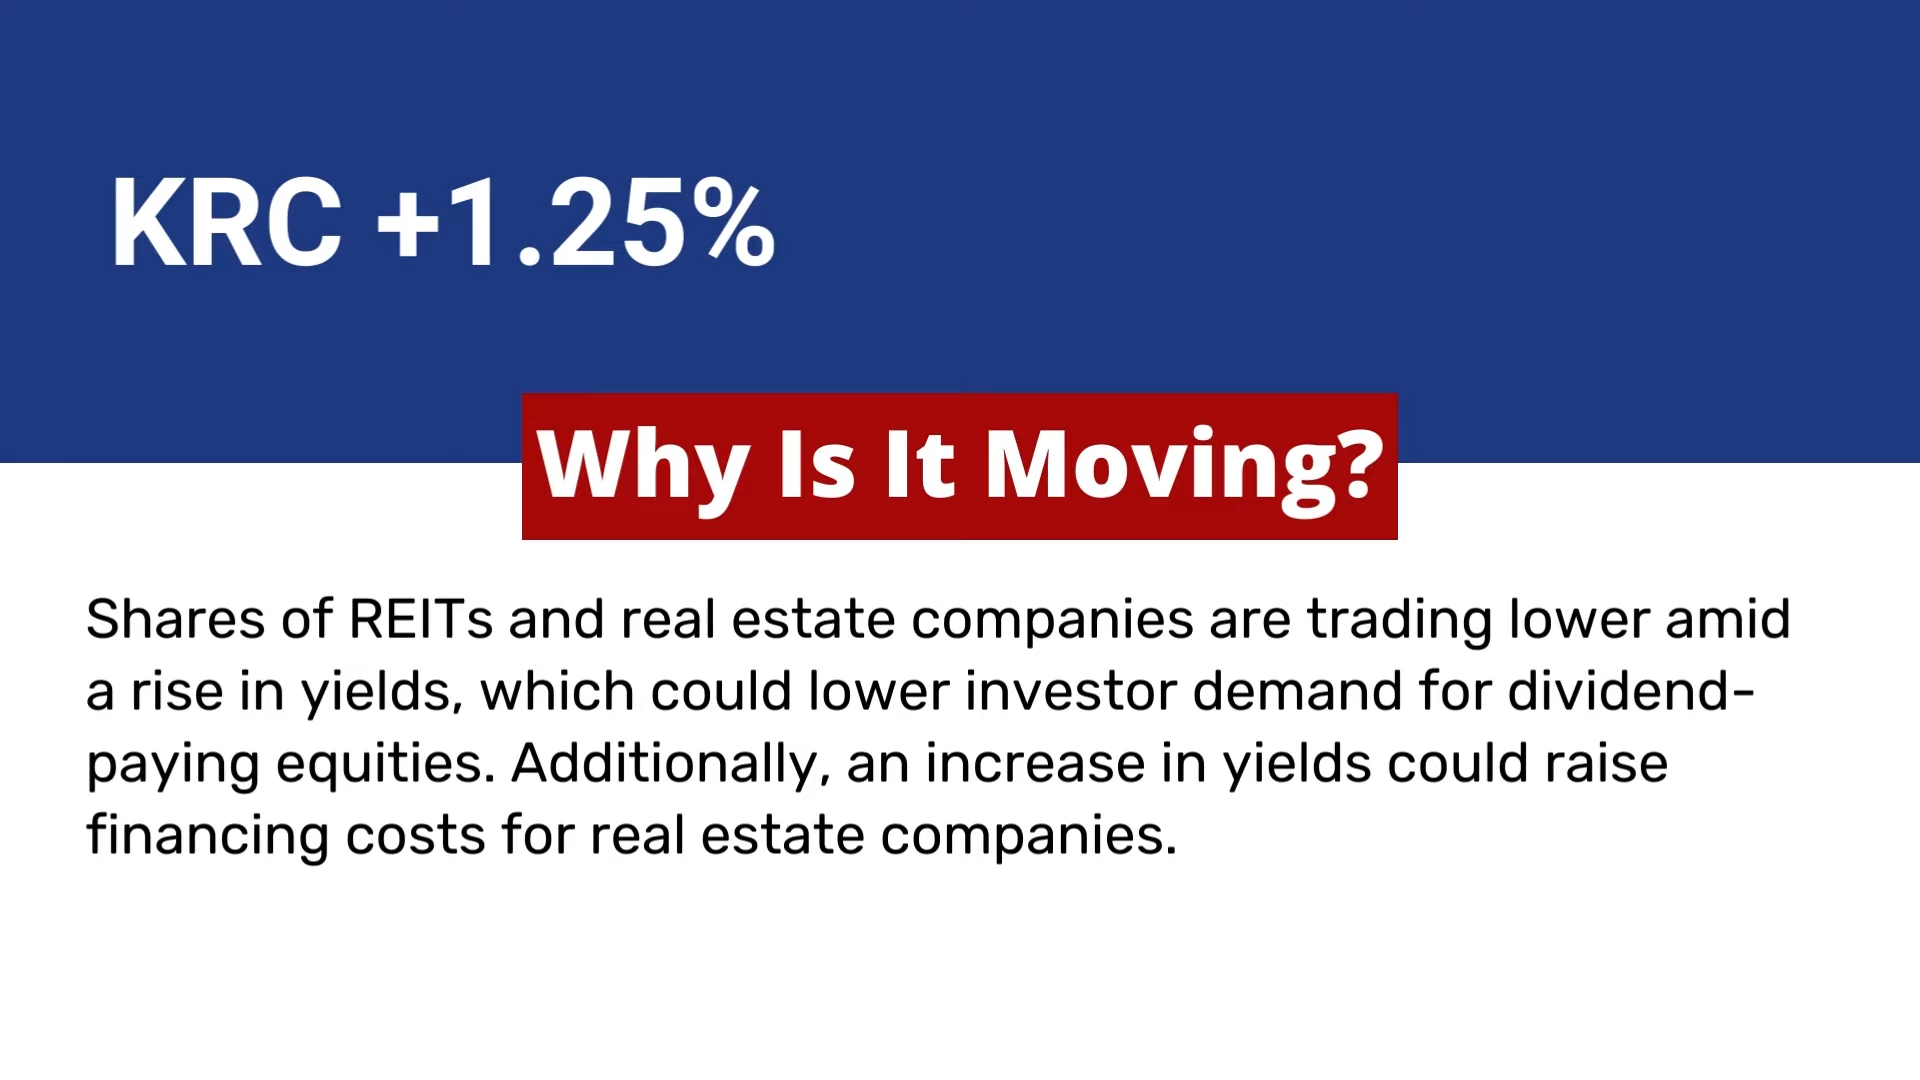 KRC +1.25%
Why Is It Moving?
Shares of REITs and real estate companies are trading lower amid
a rise in yields, which could lower investor demand for dividend-
paying equities. Additionally, an increase in yields could raise
financing costs for real estate companies.